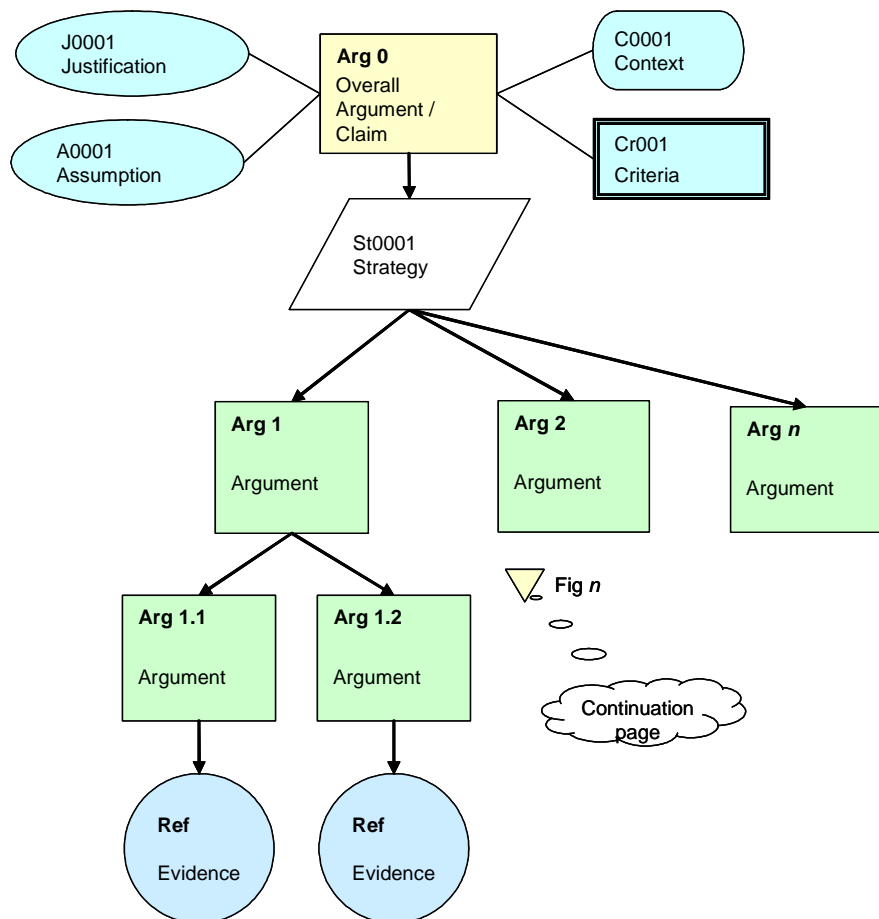 J0001
Justification
Arg 0
Overall
Argument /
Claim
C0001
Context
A0001
Assumption
Cr001
Criteria
St0001
Strategy
Arg 1
Argument
Arg 2
Argument
Arg n
Argument
Arg 1.1
Argument
Arg 1.2
Argument
Fig n
Continuation
page
Ref
Evidence
Ref
Evidence